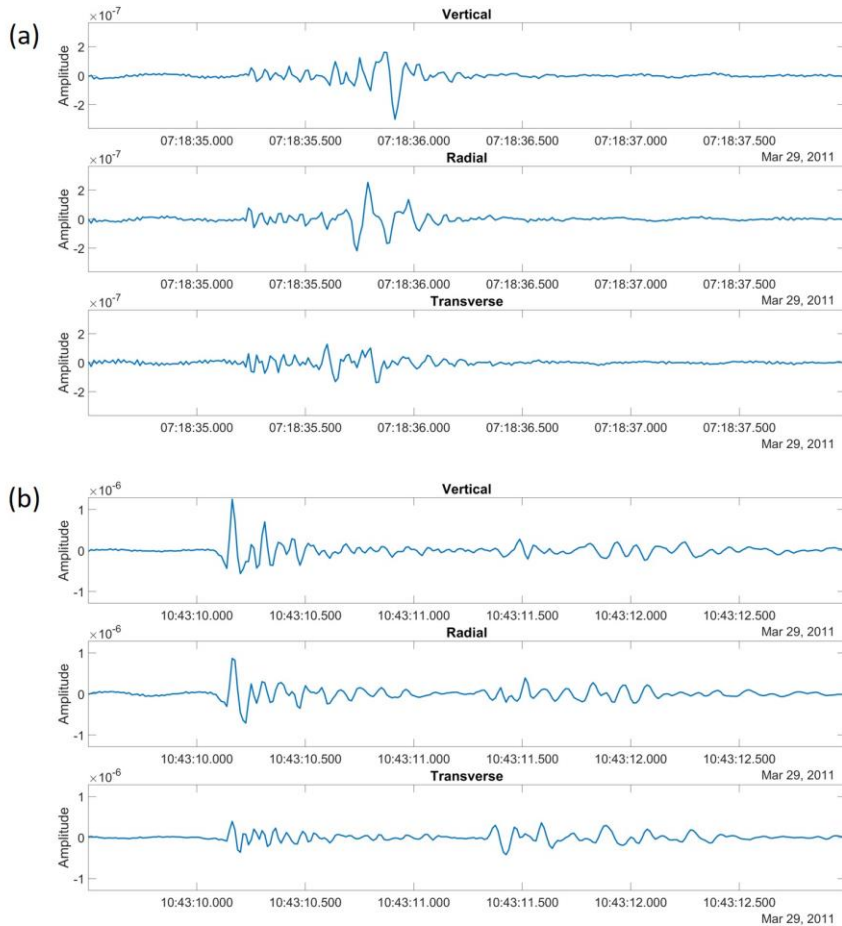 (a)
Vertical
×10⁻⁷
Amplitude
2
0
-2
07:18:35.000 07:18:35.500 07:18:36.000 07:18:36.500 07:18:37.000 07:18:37.500
Mar 29, 2011
Radial
×10⁻⁷
Amplitude
2
0
-2
07:18:35.000 07:18:35.500 07:18:36.000 07:18:36.500 07:18:37.000 07:18:37.500
Mar 29, 2011
Transverse
×10⁻⁷
Amplitude
2
0
-2
07:18:35.000 07:18:35.500 07:18:36.000 07:18:36.500 07:18:37.000 07:18:37.500
Mar 29, 2011
(b)
Vertical
×10⁻⁶
Amplitude
1
0
-1
10:43:10.000 10:43:10.500 10:43:11.000 10:43:11.500 10:43:12.000 10:43:12.500
Mar 29, 2011
Radial
×10⁻⁶
Amplitude
1
0
-1
10:43:10.000 10:43:10.500 10:43:11.000 10:43:11.500 10:43:12.000 10:43:12.500
Mar 29, 2011
Transverse
×10⁻⁶
Amplitude
1
0
-1
10:43:10.000 10:43:10.500 10:43:11.000 10:43:11.500 10:43:12.000 10:43:12.500
Mar 29, 2011